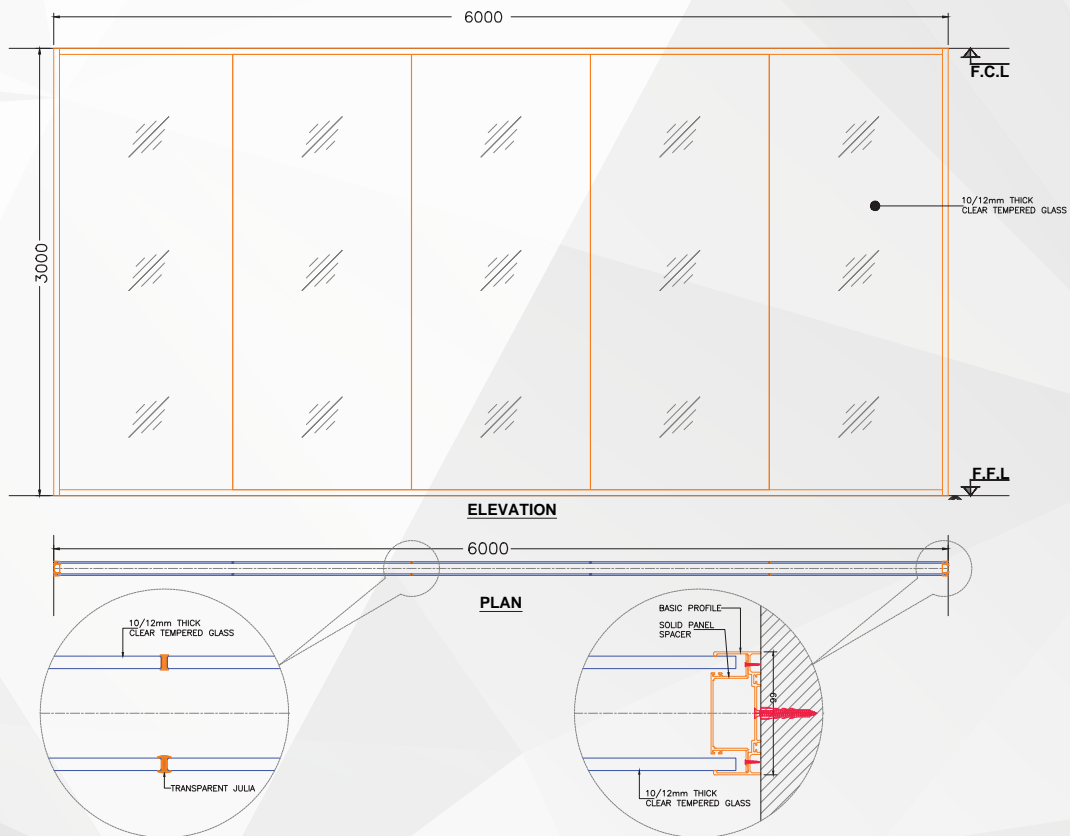 6000
F.C.L
10/12mm THICK
CLEAR TEMPERED GLASS
3000
F.F.L
ELEVATION
6000
PLAN
10/12mm THICK
CLEAR TEMPERED GLASS
TRANSPARENT JULIA
BASIC PROFILE
SOLID PANEL
SPACER
99
10/12mm THICK
CLEAR TEMPERED GLASS